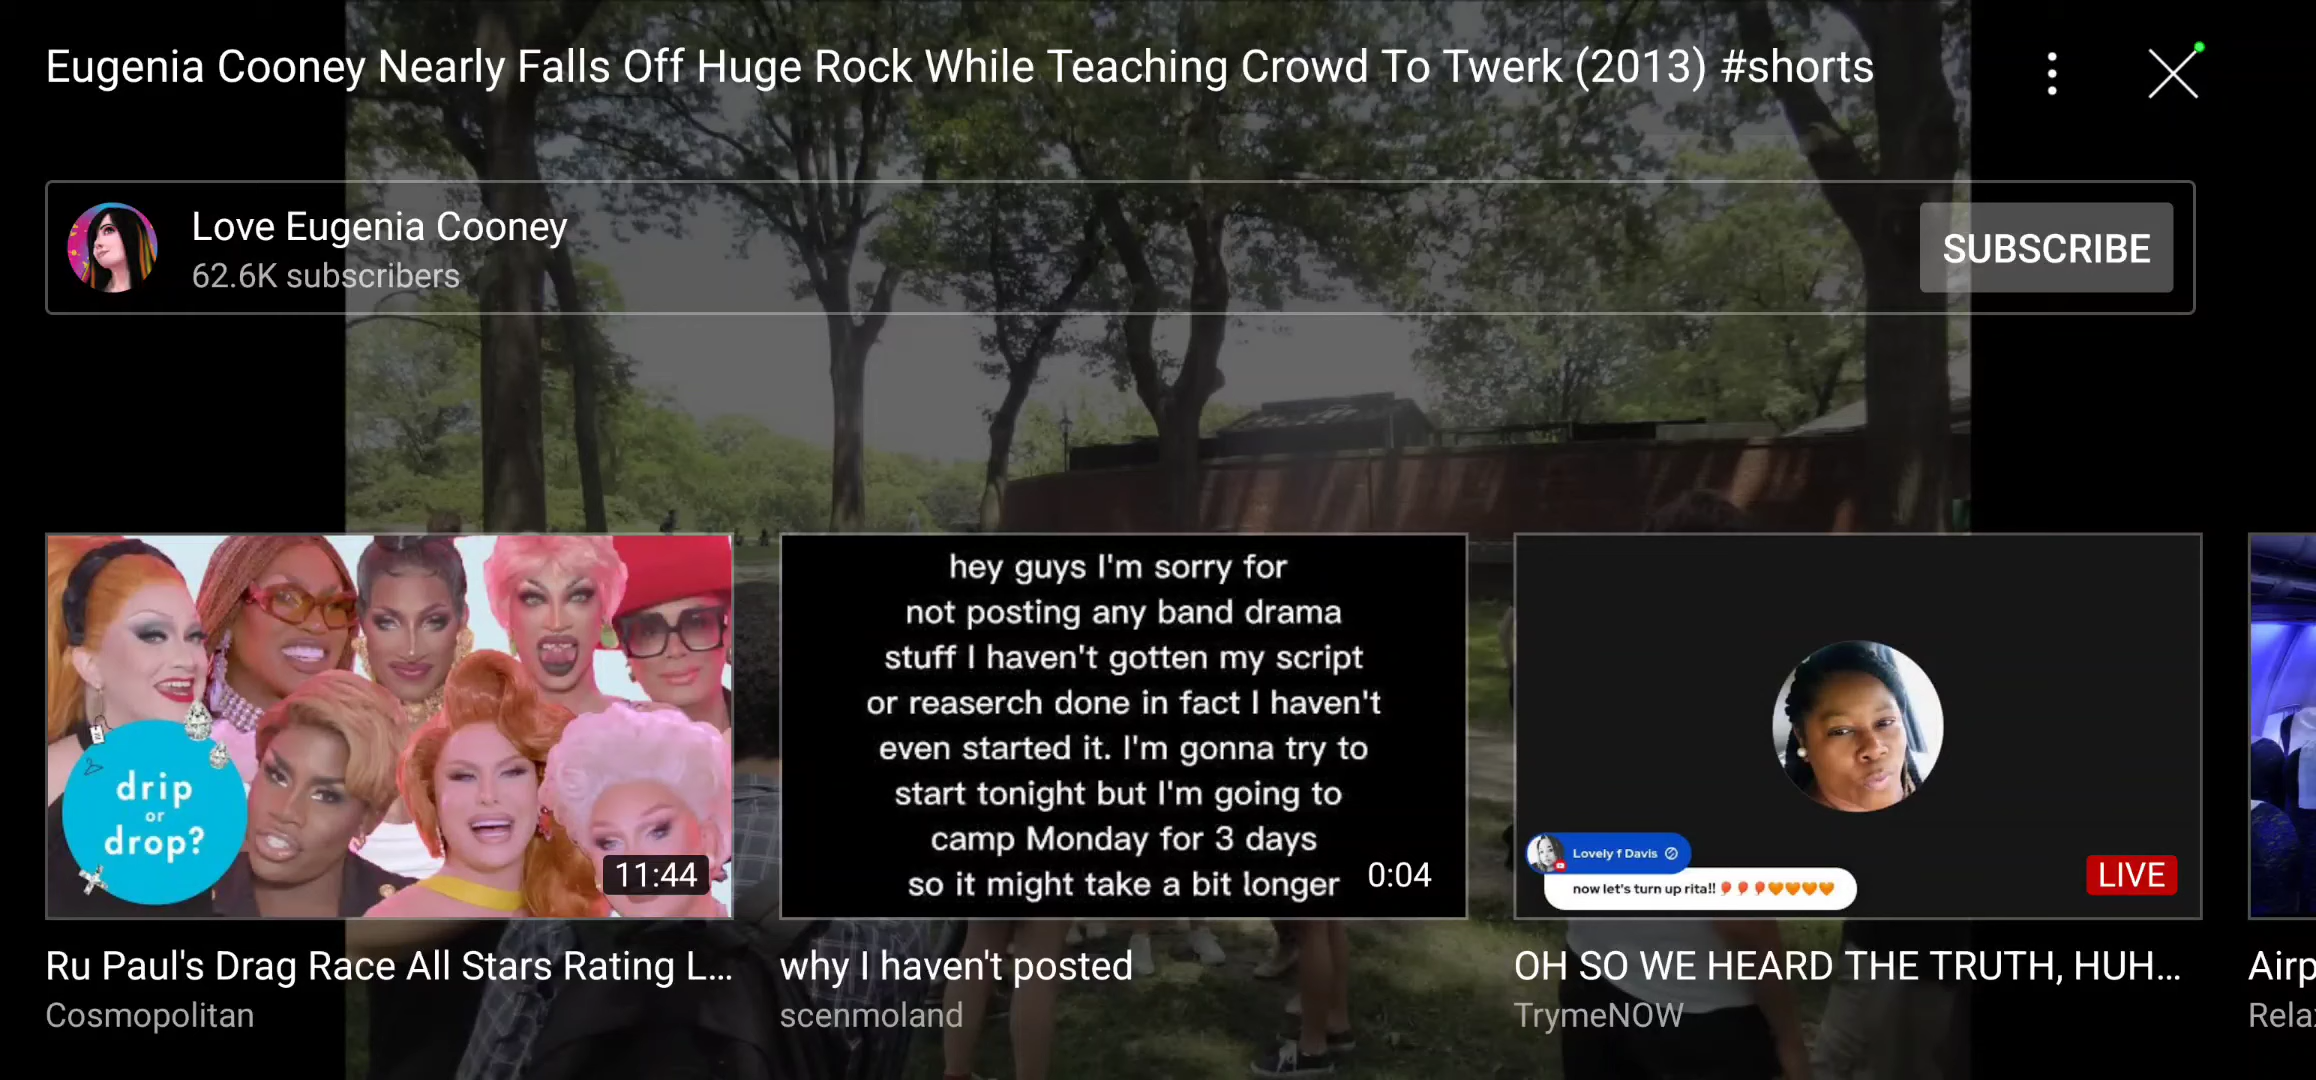 Eugenia Cooney Nearly Falls Off Huge Rock While Teaching Crowd To Twerk (2013) #shorts
Love Eugenia Cooney
62.6K subscribers
SUBSCRIBE
drip
or
drop?
11:44
Ru Paul's Drag Race All Stars Rating L...
Cosmopolitan
hey guys I'm sorry for
not posting any band drama
stuff I haven't gotten my script
or reaserch done in fact I haven't
even started it. I'm gonna try to
start tonight but I'm going to
camp Monday for 3 days
so it might take a bit longer
0:04
why I haven't posted
scenmoland
Lovely f Davis
now let's turn up rita!! 🎈🎈🎈🧡🧡🧡🧡
LIVE
OH SO WE HEARD THE TRUTH, HUH...
TrymeNOW
Airp
Rela